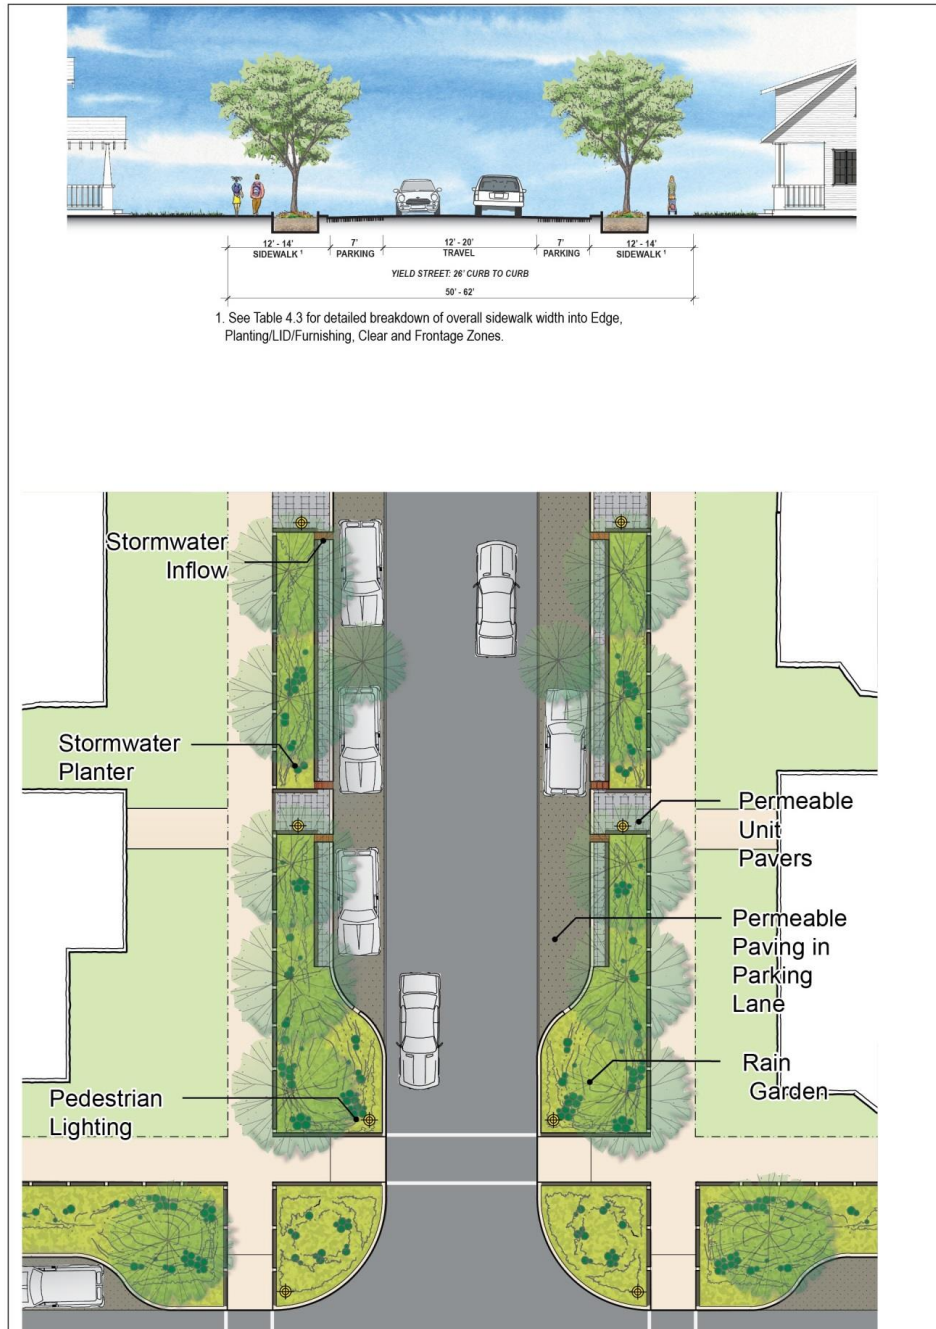 12' - 14'
SIDEWALK ¹
7'
PARKING
12' - 20'
TRAVEL
7'
PARKING
12' - 14'
SIDEWALK ¹
YIELD STREET: 26' CURB TO CURB
50' - 62'
1. See Table 4.3 for detailed breakdown of overall sidewalk width into Edge,
Planting/LID/Furnishing, Clear and Frontage Zones.
Stormwater
Inflow
Stormwater
Planter
Permeable
Unit
Pavers
Permeable
Paving in
Parking
Lane
Rain
Garden
Pedestrian
Lighting